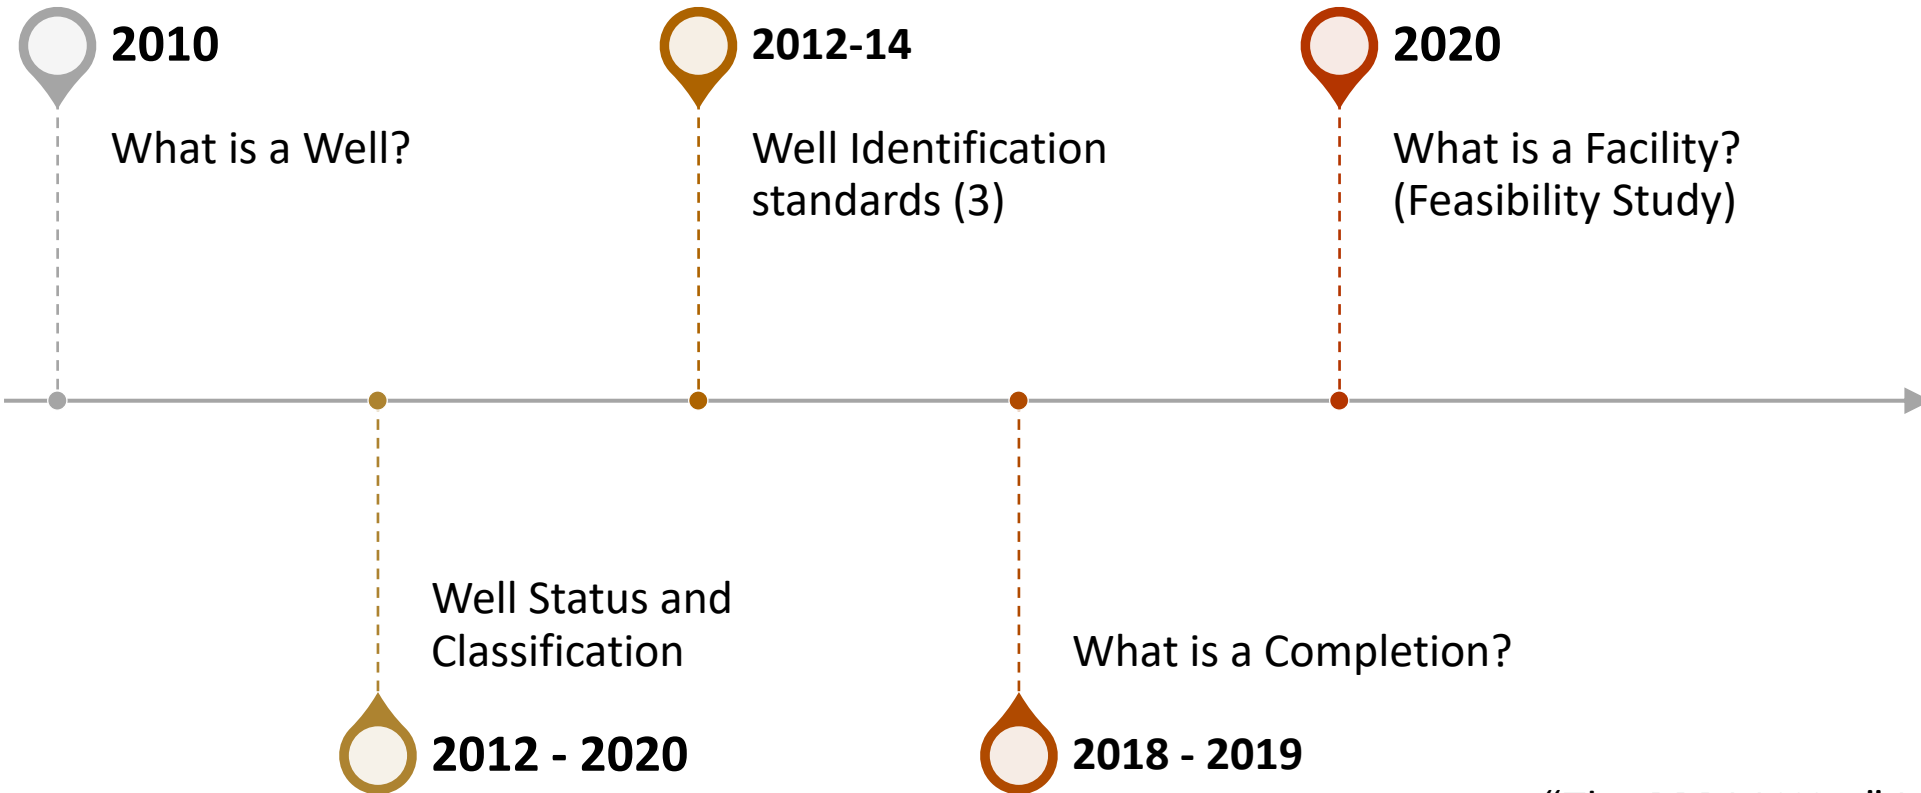 2010
What is a Well?
2012-14
Well Identification
standards (3)
2020
What is a Facility?
(Feasibility Study)
Well Status and
Classification
2012 - 2020
What is a Completion?
2018 - 2019